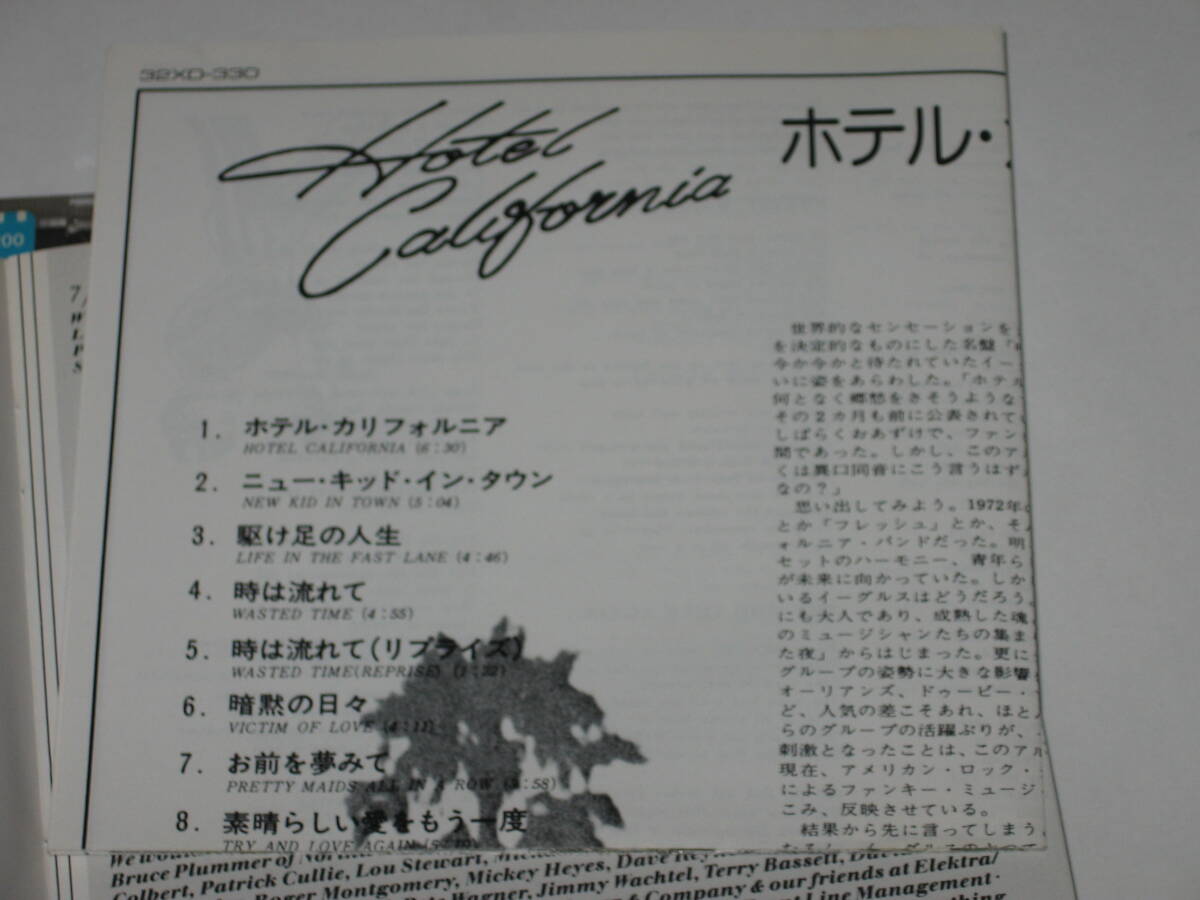 32XD-330
Hotel
California
ホテル・
1. ホテル・カリフォルニア
HOTEL CALIFORNIA (6:30)
2. ニュー・キッド・イン・タウン
NEW KID IN TOWN (5:04)
3. 駆け足の人生
LIFE IN THE FAST LANE (4:46)
4. 時は流れて
WASTED TIME (4:55)
5. 時は流れて(リプライズ)
WASTED TIME(REPRISE) (1:22)
6. 暗黙の日々
VICTIM OF LOVE (4:11)
7. お前を夢みて
PRETTY MAIDS ALL IN A ROW (3:58)
8. 素晴らしい愛をもう一度
TRY AND LOVE AGAIN
世界的なセンセーションを
を決定的なものにした名盤「
今か今かと待たれていたイー
いに姿をあらわした。「ホテル
何となく郷愁をさそうような
その2カ月も前に公表されて
しばらくおあずけで、ファン
間であった。しかし、このア
くは異口同音にこう言うはず
なの?」
思い出してみよう。1972年
とか「フレッシュ」とか、そ
ォルニア・バンドだった。明
セットのハーモニー、青年ら
が未来に向かっていた。しか
いるイーグルスはどうだろう、
にも大人であり、成熟した魂
のミュージシャンたちの集ま
た夜」からはじまった。更に
グループの姿勢に大きな影響
オーリアンズ、ドゥービー・
ど、人気の差こそあれ、ほと
らのグループの活躍ぶりが、
刺激となったことは、このアル
現在、アメリカン・ロック・
によるファンキー・ミュージ
こみ、反映させている。
結果から先に言ってしまう
00
7/
Bruce Plummer of
Lou Stewart,
Mickey Heyes, Dave
Terry Bassett,
Colbert, Patrick Cullie,
Roger Montgomery,
Wagner, Jimmy Wachtel,
& Company & our friends at Elektra/
Line Management